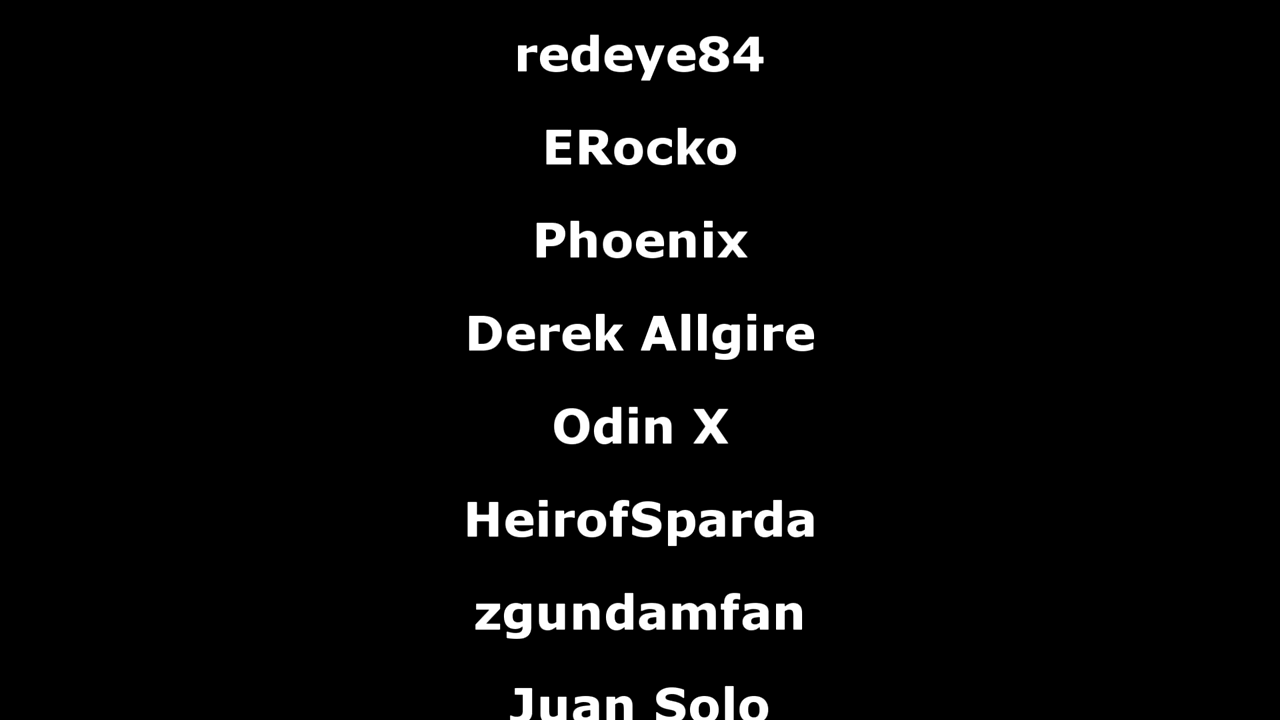 redeye84
ERocko
Phoenix
Derek Allgire
Odin X
HeirofSparda
zgundamfan
Juan Solo